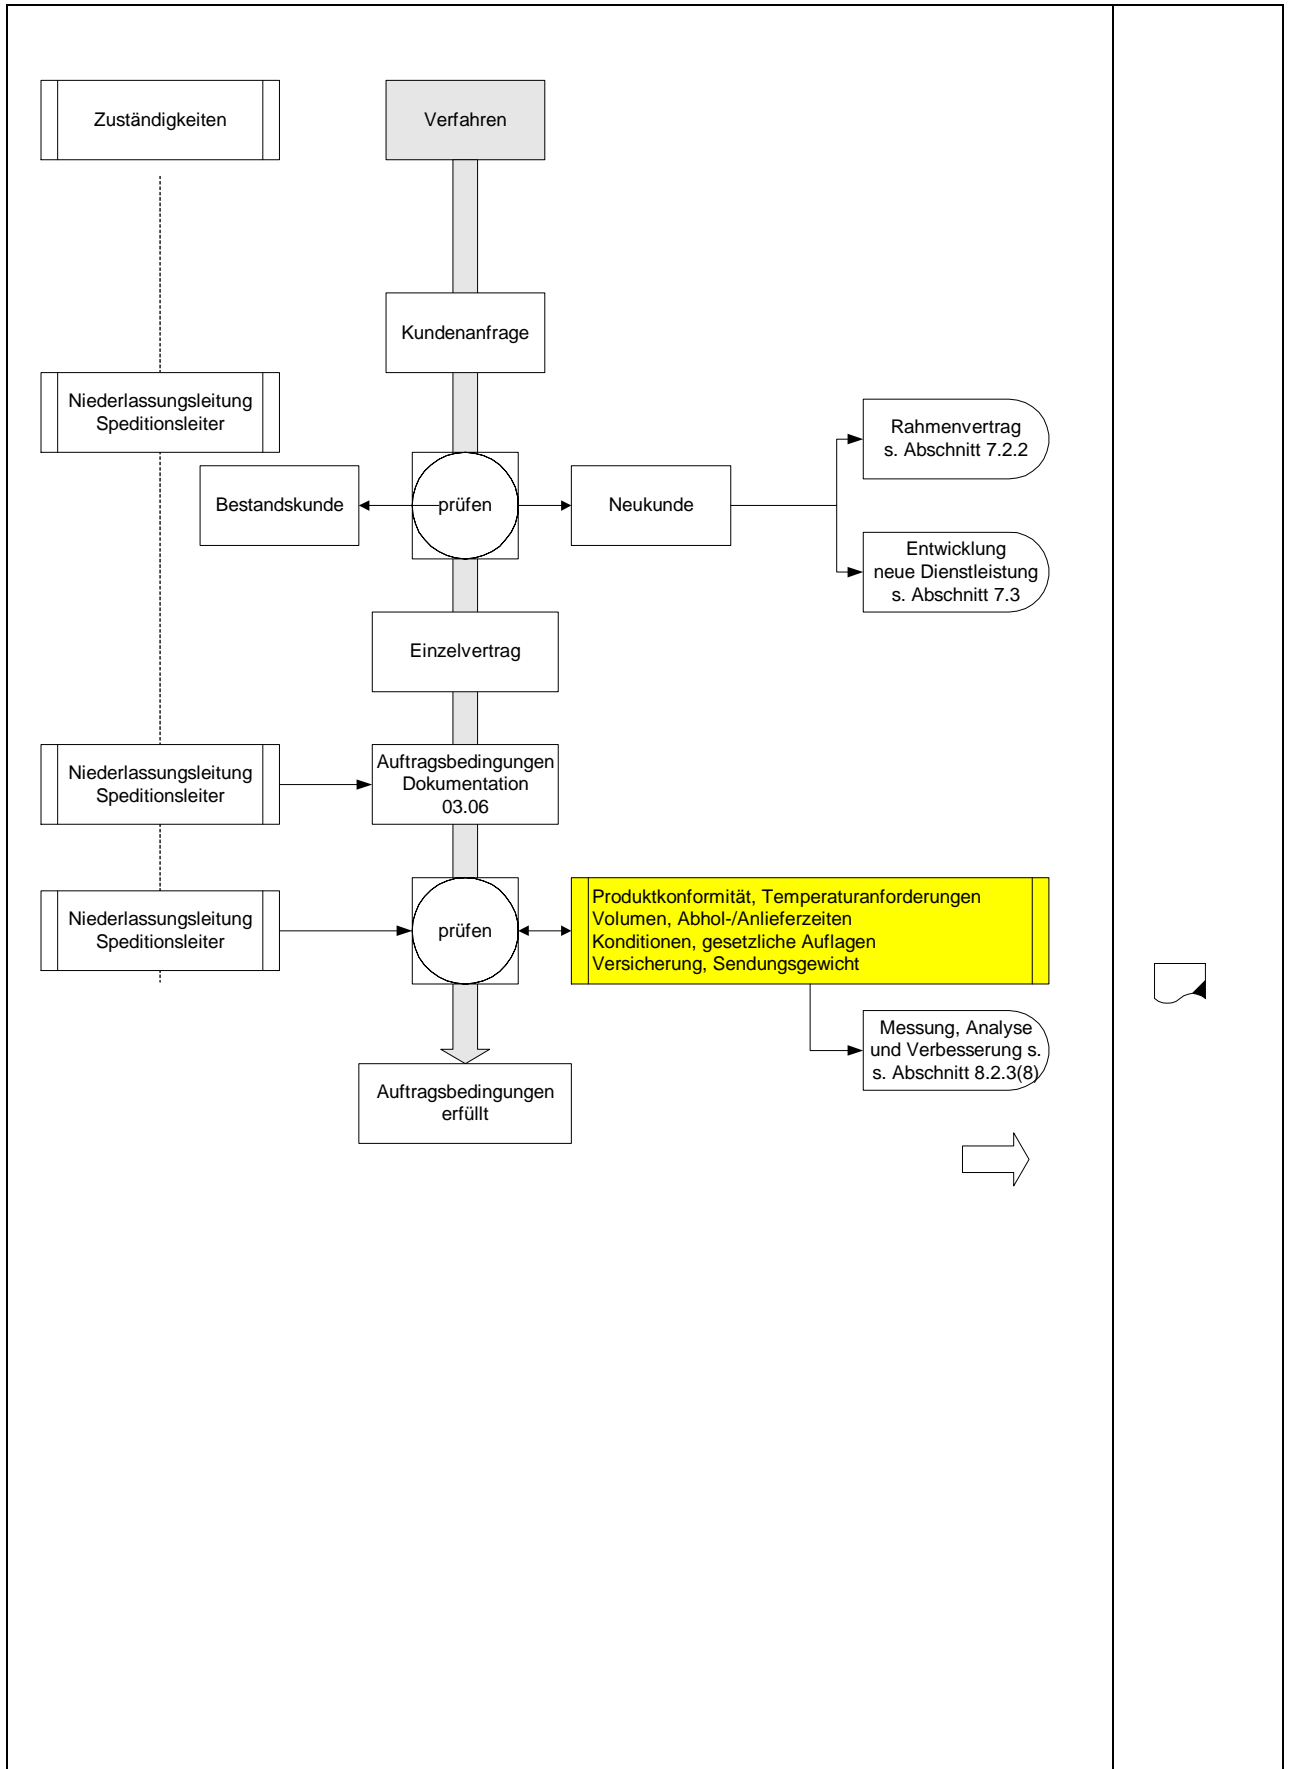 Zuständigkeiten
Verfahren
Kundenanfrage
Niederlassungsleitung
Speditionsleiter
Rahmenvertrag
s. Abschnitt 7.2.2
Bestandskunde
prüfen
Neukunde
Entwicklung
neue Dienstleistung
s. Abschnitt 7.3
Einzelvertrag
Niederlassungsleitung
Speditionsleiter
Auftragsbedingungen
Dokumentation
03.06
Niederlassungsleitung
Speditionsleiter
prüfen
Produktkonformität, Temperaturanforderungen
Volumen, Abhol-/Anlieferzeiten
Konditionen, gesetzliche Auflagen
Versicherung, Sendungsgewicht
Messung, Analyse
und Verbesserung s.
s. Abschnitt 8.2.3(8)
Auftragsbedingungen
erfüllt